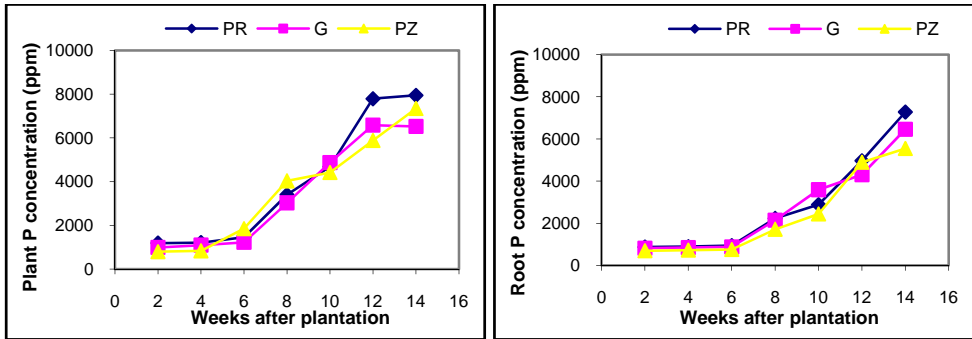 PR G PZ
Plant P concentration (ppm)
10000
8000
6000
4000
2000
0
0 2 4 6 8 10 12 14 16
Weeks after plantation
PR G PZ
Root P concentration (ppm)
10000
8000
6000
4000
2000
0
0 2 4 6 8 10 12 14 16
Weeks after plantation